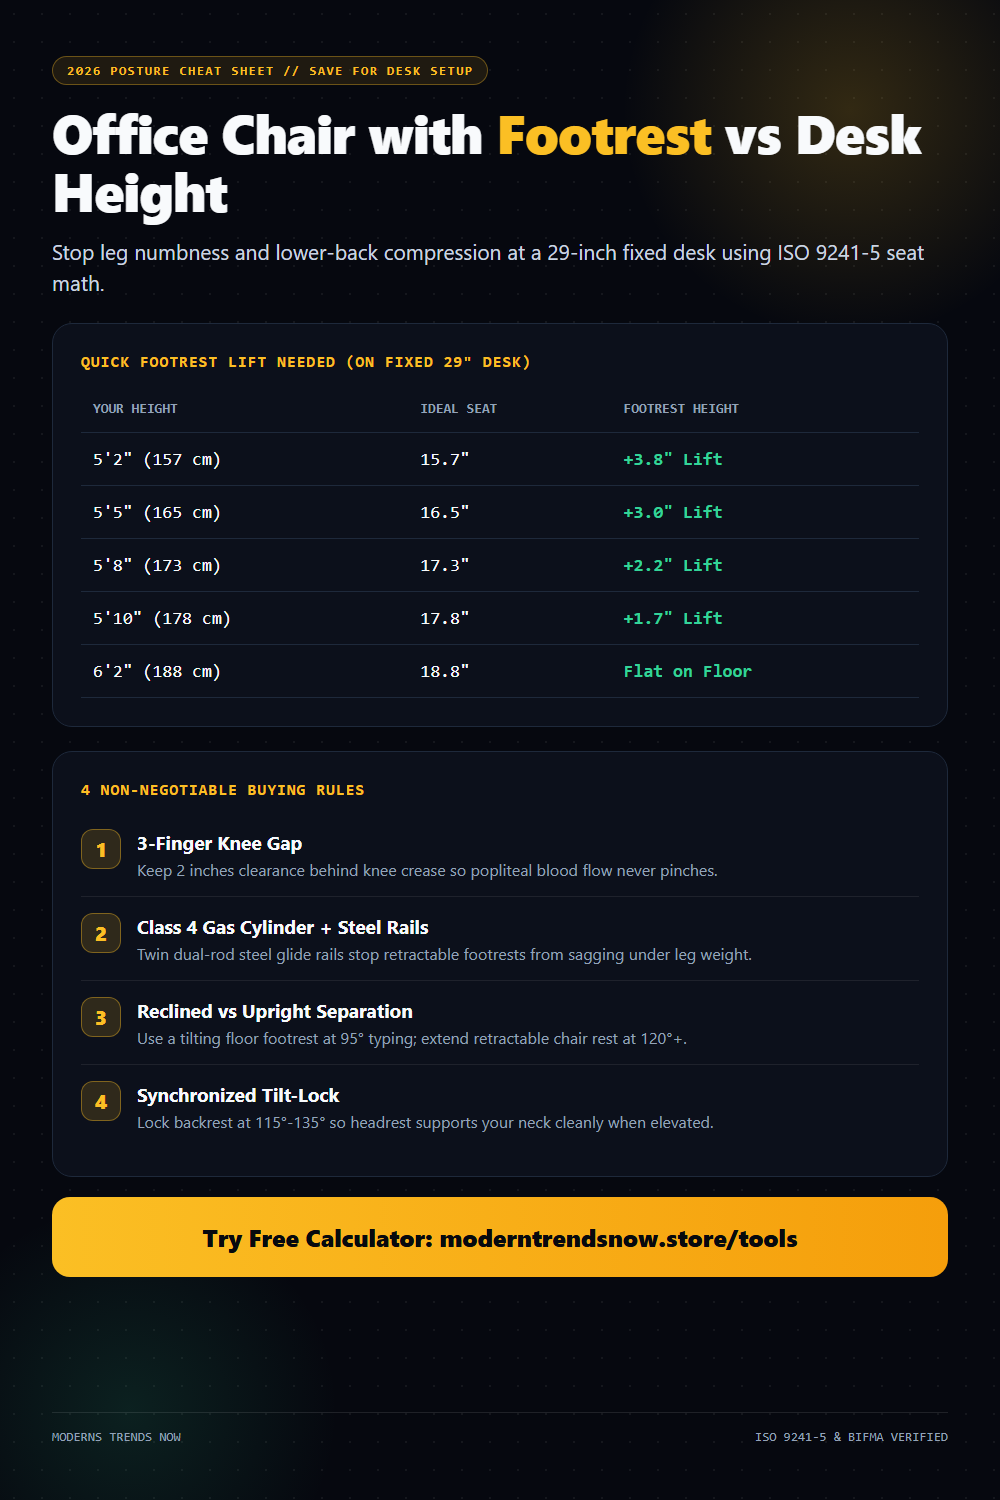 2026 POSTURE CHEAT SHEET // SAVE FOR DESK SETUP
Office Chair with Footrest vs Desk
Height
Stop leg numbness and lower-back compression at a 29-inch fixed desk using ISO 9241-5 seat
math.
QUICK FOOTREST LIFT NEEDED (ON FIXED 29" DESK)
YOUR HEIGHT IDEAL SEAT FOOTREST HEIGHT
5'2" (157 cm) 15.7" +3.8" Lift
5'5" (165 cm) 16.5" +3.0" Lift
5'8" (173 cm) 17.3" +2.2" Lift
5'10" (178 cm) 17.8" +1.7" Lift
6'2" (188 cm) 18.8" Flat on Floor
4 NON-NEGOTIABLE BUYING RULES
1 3-Finger Knee Gap
Keep 2 inches clearance behind knee crease so popliteal blood flow never pinches.
2 Class 4 Gas Cylinder + Steel Rails
Twin dual-rod steel glide rails stop retractable footrests from sagging under leg weight.
3 Reclined vs Upright Separation
Use a tilting floor footrest at 95° typing; extend retractable chair rest at 120°+.
4 Synchronized Tilt-Lock
Lock backrest at 115°-135° so headrest supports your neck cleanly when elevated.
Try Free Calculator: moderntrendsnow.store/tools
MODERNS TRENDS NOW ISO 9241-5 & BIFMA VERIFIED